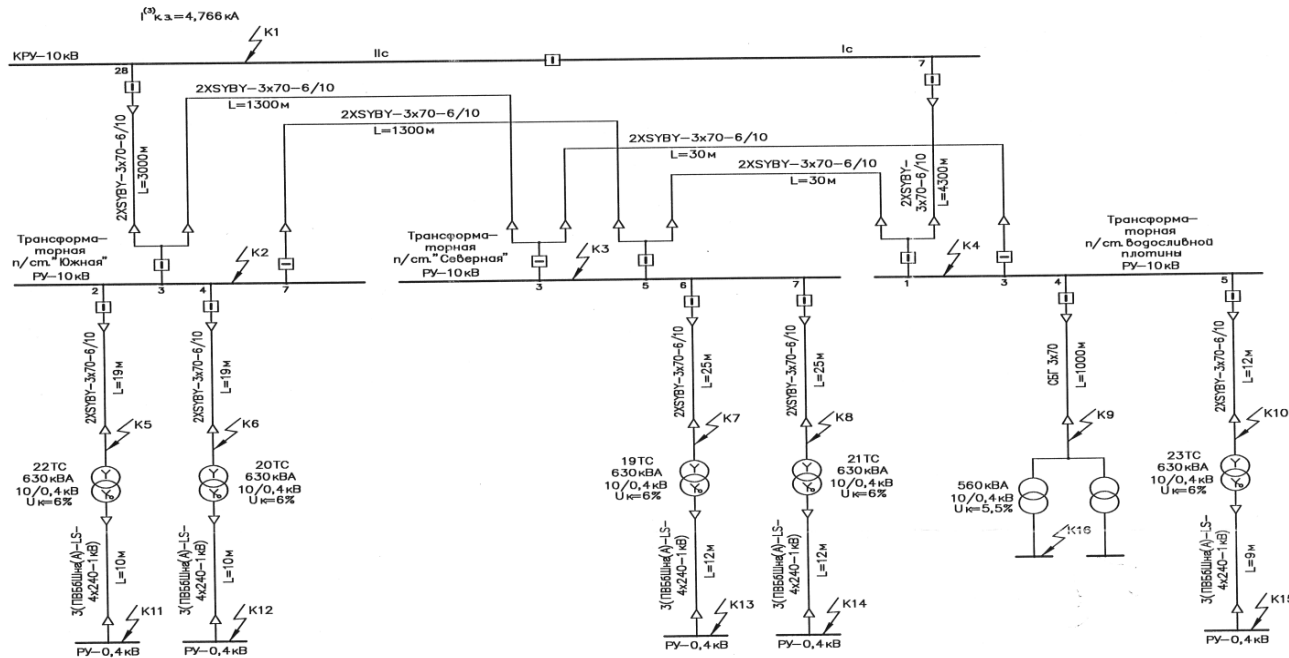 I⁽³⁾к.з.=4,766 кА
К1
КРУ-10кВ
IIс
Iс
28
7
2XSYBY-3x70-6/10
L=1300м
2XSYBY-3x70-6/10
L=1300м
2XSYBY-3x70-6/10
L=30м
2XSYBY-3x70-6/10
L=30м
2XSYBY-3x70-6/10
L=3000м
2XSYBY-
3x70-6/10
L=4300м
Трансформа-
торная
п/ст."Южная"
РУ-10кВ
К2
Трансформа-
торная
п/ст."Северная"
РУ-10кВ
К3
К4
Трансформа-
торная
п/ст. водосливной
плотины
РУ-10кВ
2
3
4
7
3
5
6
7
1
3
4
5
2XSYBY-3x70-6/10
L=19м
2XSYBY-3x70-6/10
L=19м
2XSYBY-3x70-6/10
L=25м
2XSYBY-3x70-6/10
L=25м
СБГ 3x70
L=1000м
2XSYBY-3x70-6/10
L=12м
К5
К6
К7
К8
К9
К10
22ТС
630кВА
10/0,4кВ
Uк=6%
20ТС
630кВА
10/0,4кВ
Uк=6%
19ТС
630кВА
10/0,4кВ
Uк=6%
21ТС
630кВА
10/0,4кВ
Uк=6%
560кВА
10/0,4кВ
Uк=5,5%
23ТС
630кВА
10/0,4кВ
Uк=6%
К16
3(ПВБбШнг(А)-LS-
4x240-1кВ)
L=10м
3(ПВБбШнг(А)-LS-
4x240-1кВ)
L=10м
3(ПВБбШнг(А)-LS-
4x240-1кВ)
L=12м
3(ПВБбШнг(А)-LS-
4x240-1кВ)
L=12м
3(ПВБбШнг(А)-LS-
4x240-1кВ)
L=9м
К11
К12
К13
К14
К15
РУ-0,4кВ
РУ-0,4кВ
РУ-0,4кВ
РУ-0,4кВ
РУ-0,4кВ